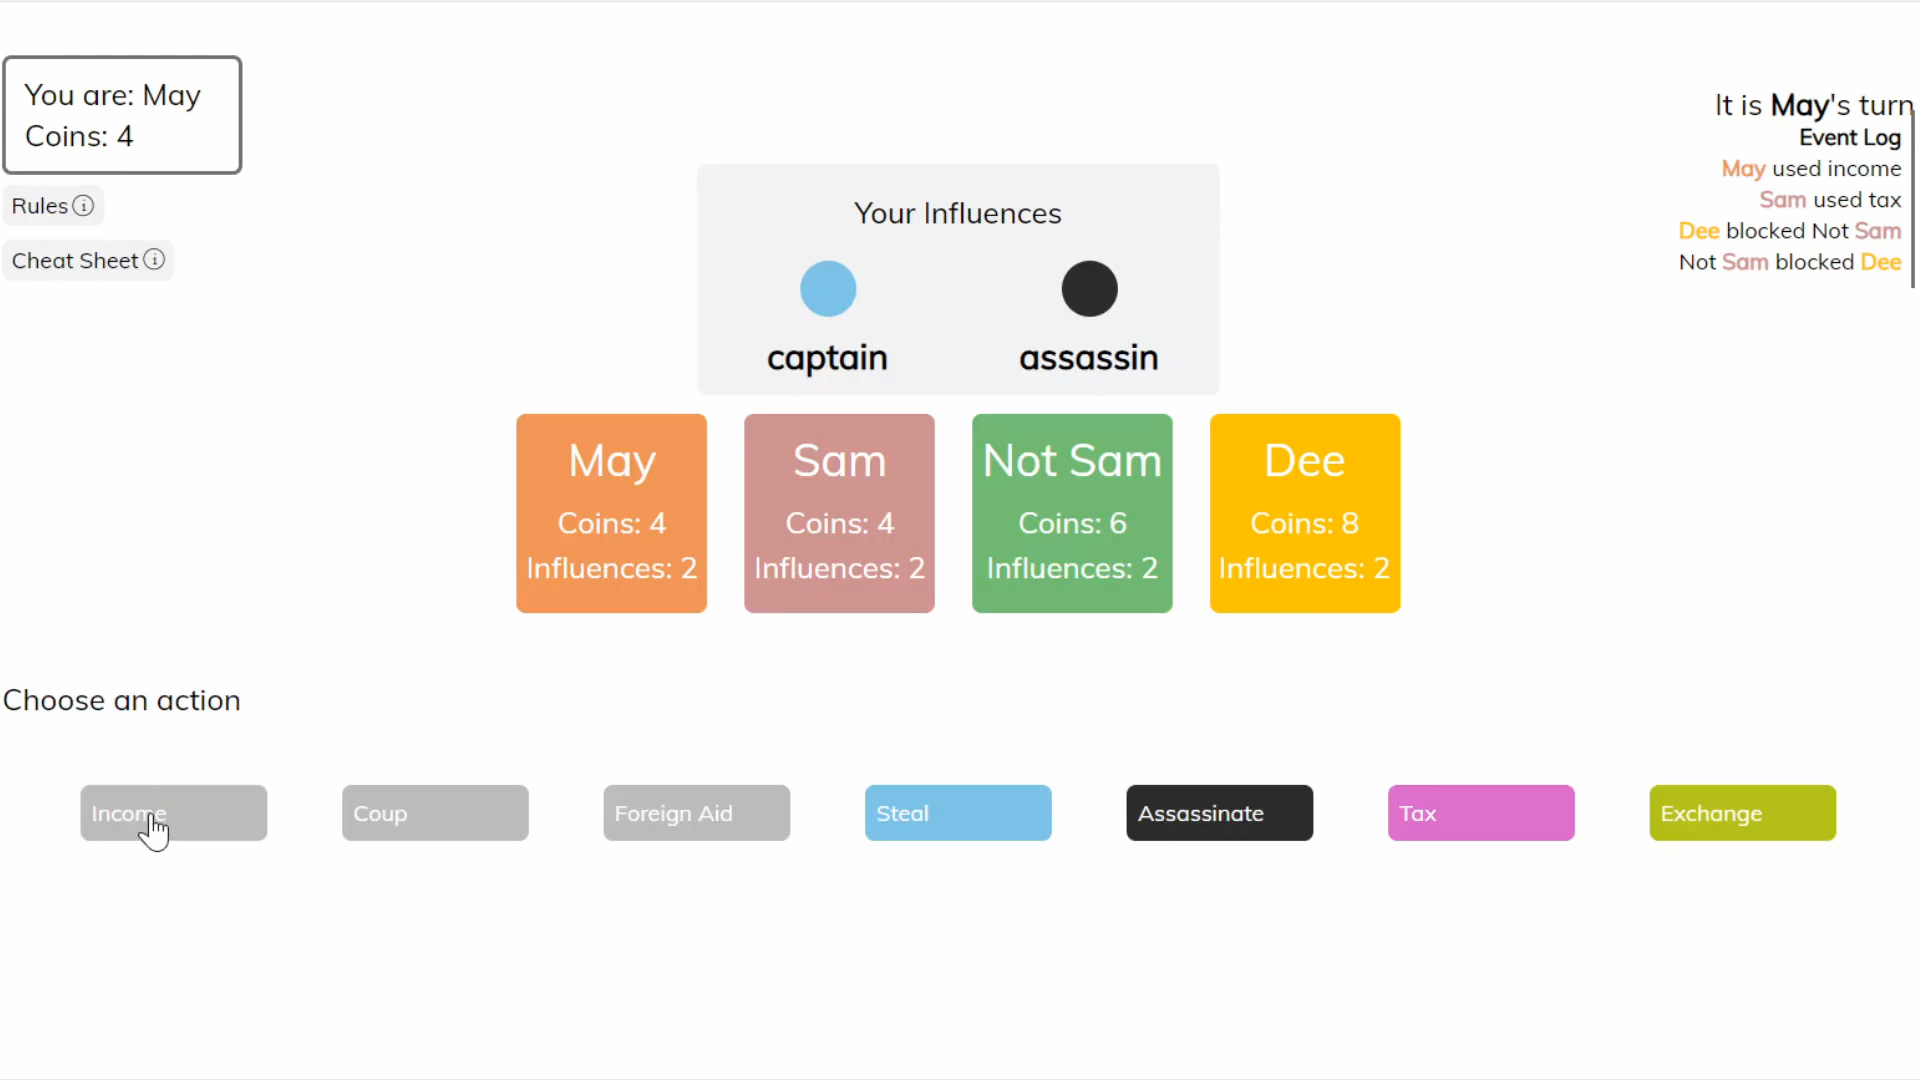 You are: May
Coins: 4
Rules
Cheat Sheet
It is May's turn
Event Log
May used income
Sam used tax
Dee blocked Not Sam
Not Sam blocked Dee
Your Influences
captain
assassin
May
Coins: 4
Influences: 2
Sam
Coins: 4
Influences: 2
Not Sam
Coins: 6
Influences: 2
Dee
Coins: 8
Influences: 2
Choose an action
Income
Coup
Foreign Aid
Steal
Assassinate
Tax
Exchange